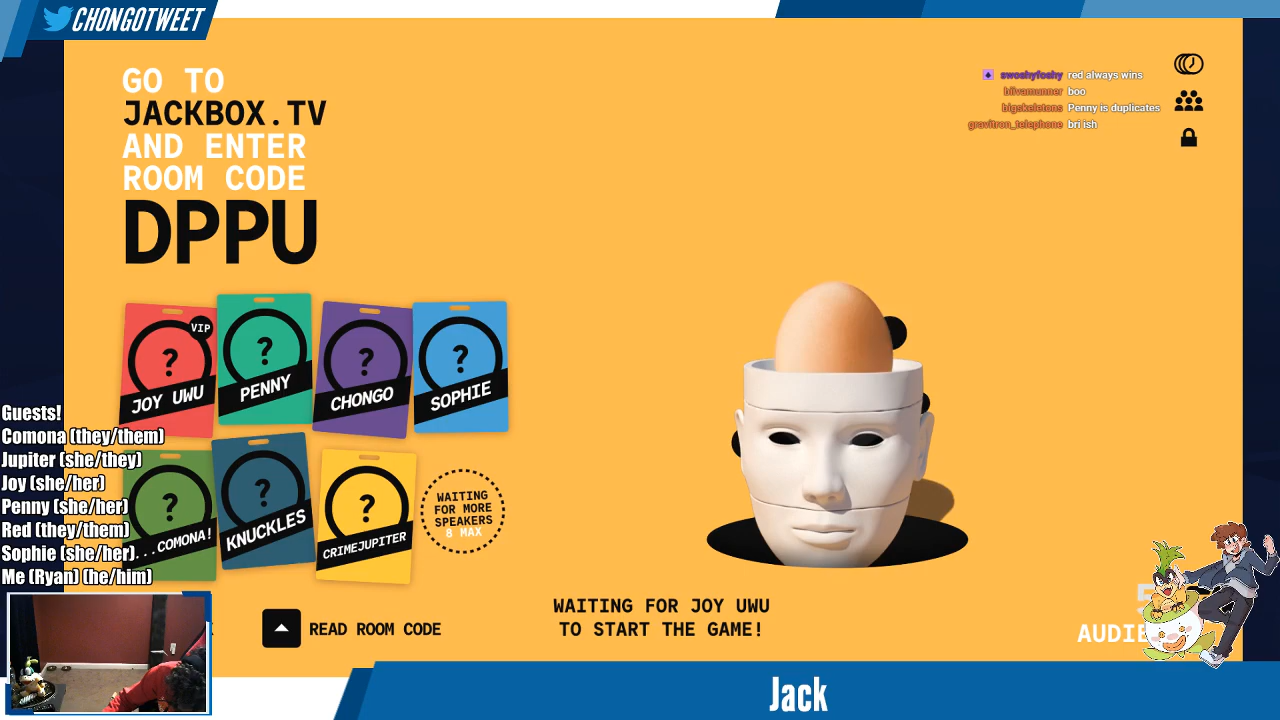 CHONGOTWEET
GO TO
JACKBOX.TV
AND ENTER
ROOM CODE
DPPU
swoshyfoshy red always wins
boo
bigskeletons Penny is duplicates
gravitron_telephone bri ish
VIP
?
JOY UWU
?
PENNY
?
CHONGO
?
SOPHIE
?
...COMONA!
?
KNUCKLES
?
CRIMEJUPITER
WAITING
FOR MORE
SPEAKERS
8 MAX
Guests!
Comona (they/them)
Jupiter (she/they)
Joy (she/her)
Penny (she/her)
Red (they/them)
Sophie (she/her)
Me (Ryan) (he/him)
READ ROOM CODE
WAITING FOR JOY UWU
TO START THE GAME!
Jack